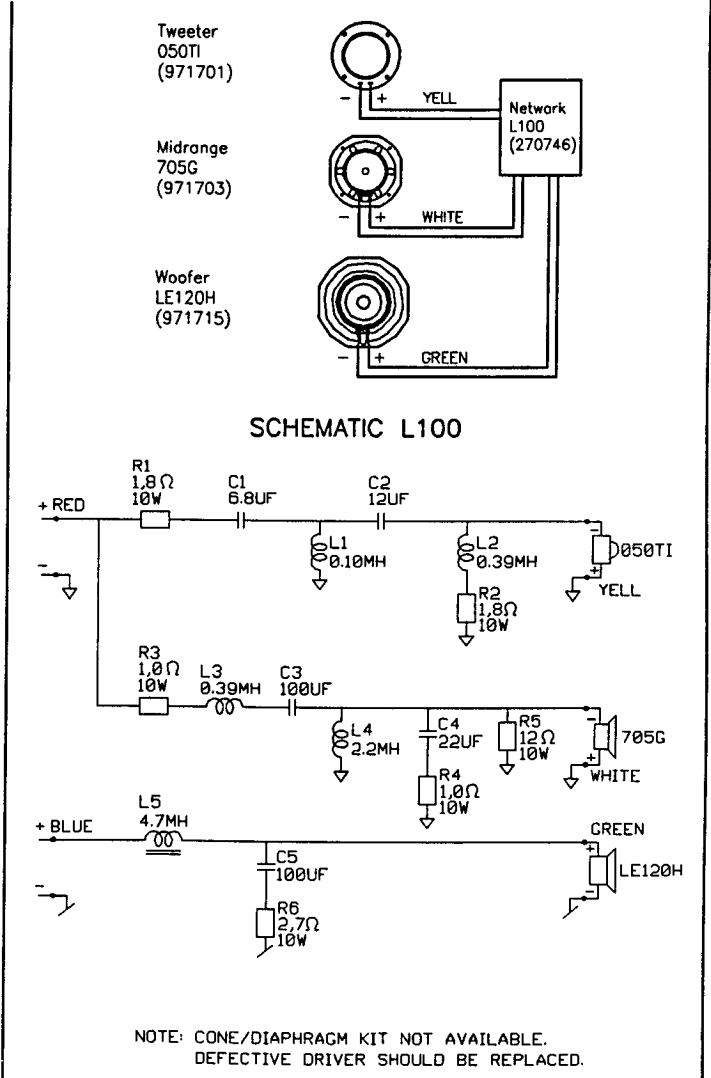 Tweeter
050TI
(971701)
- + YELL
Network
L100
(270746)
Midrange
705G
(971703)
- + WHITE
Woofer
LE120H
(971715)
- + GREEN
SCHEMATIC L100
+ RED
-
R1
1,8Ω
10W
C1
6.8UF
C2
12UF
L1
0.10MH
L2
0.39MH
R2
1,8Ω
10W
-
050TI
+
YELL
R3
1,0Ω
10W
L3
0.39MH
C3
100UF
L4
2.2MH
C4
22UF
R4
1,0Ω
10W
R5
12Ω
10W
-
705G
+
WHITE
+ BLUE
-
L5
4.7MH
C5
100UF
R6
2,7Ω
10W
GREEN
+
LE120H
-
NOTE: CONE/DIAPHRAGM KIT NOT AVAILABLE.
DEFECTIVE DRIVER SHOULD BE REPLACED.